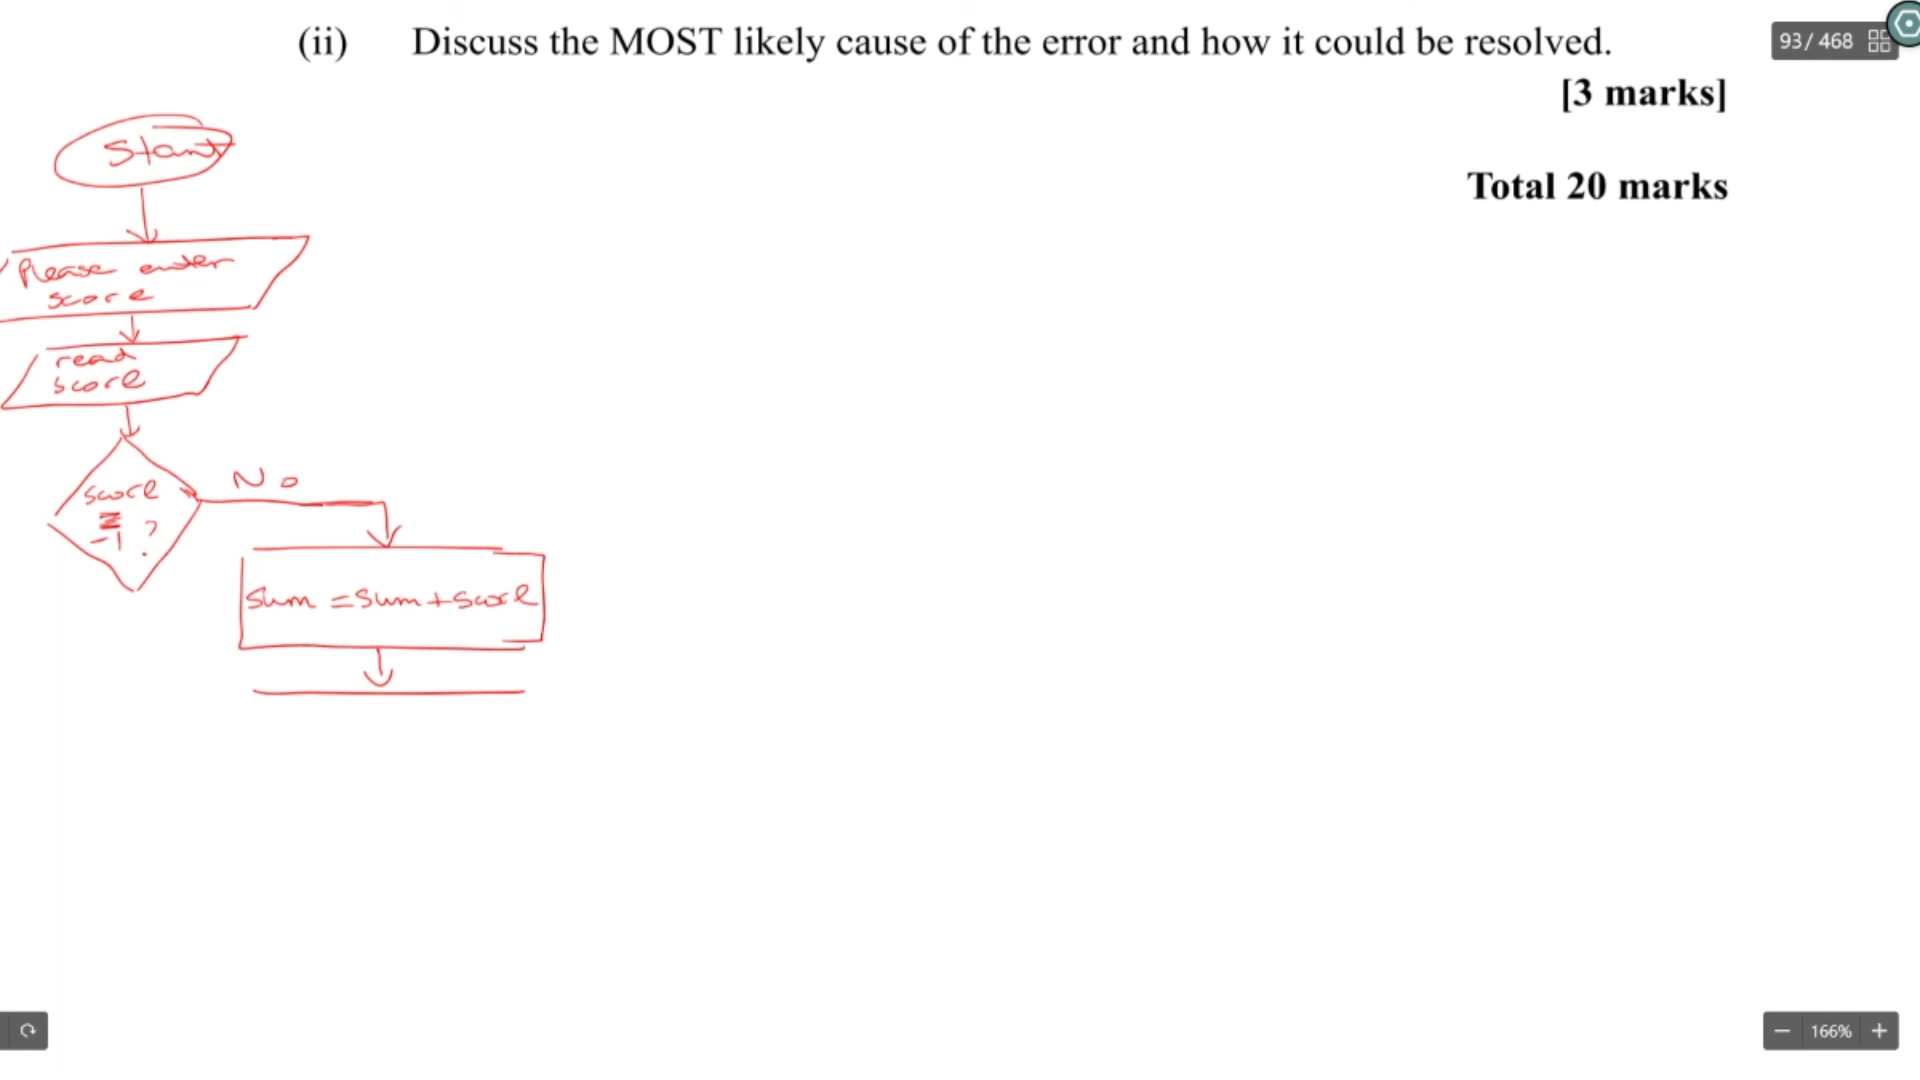 (ii) Discuss the MOST likely cause of the error and how it could be resolved.
93 / 468
[3 marks]
Total 20 marks
Start
Please enter
score
read
score
score
=
-1 ?
No
Sum = Sum + score
166%